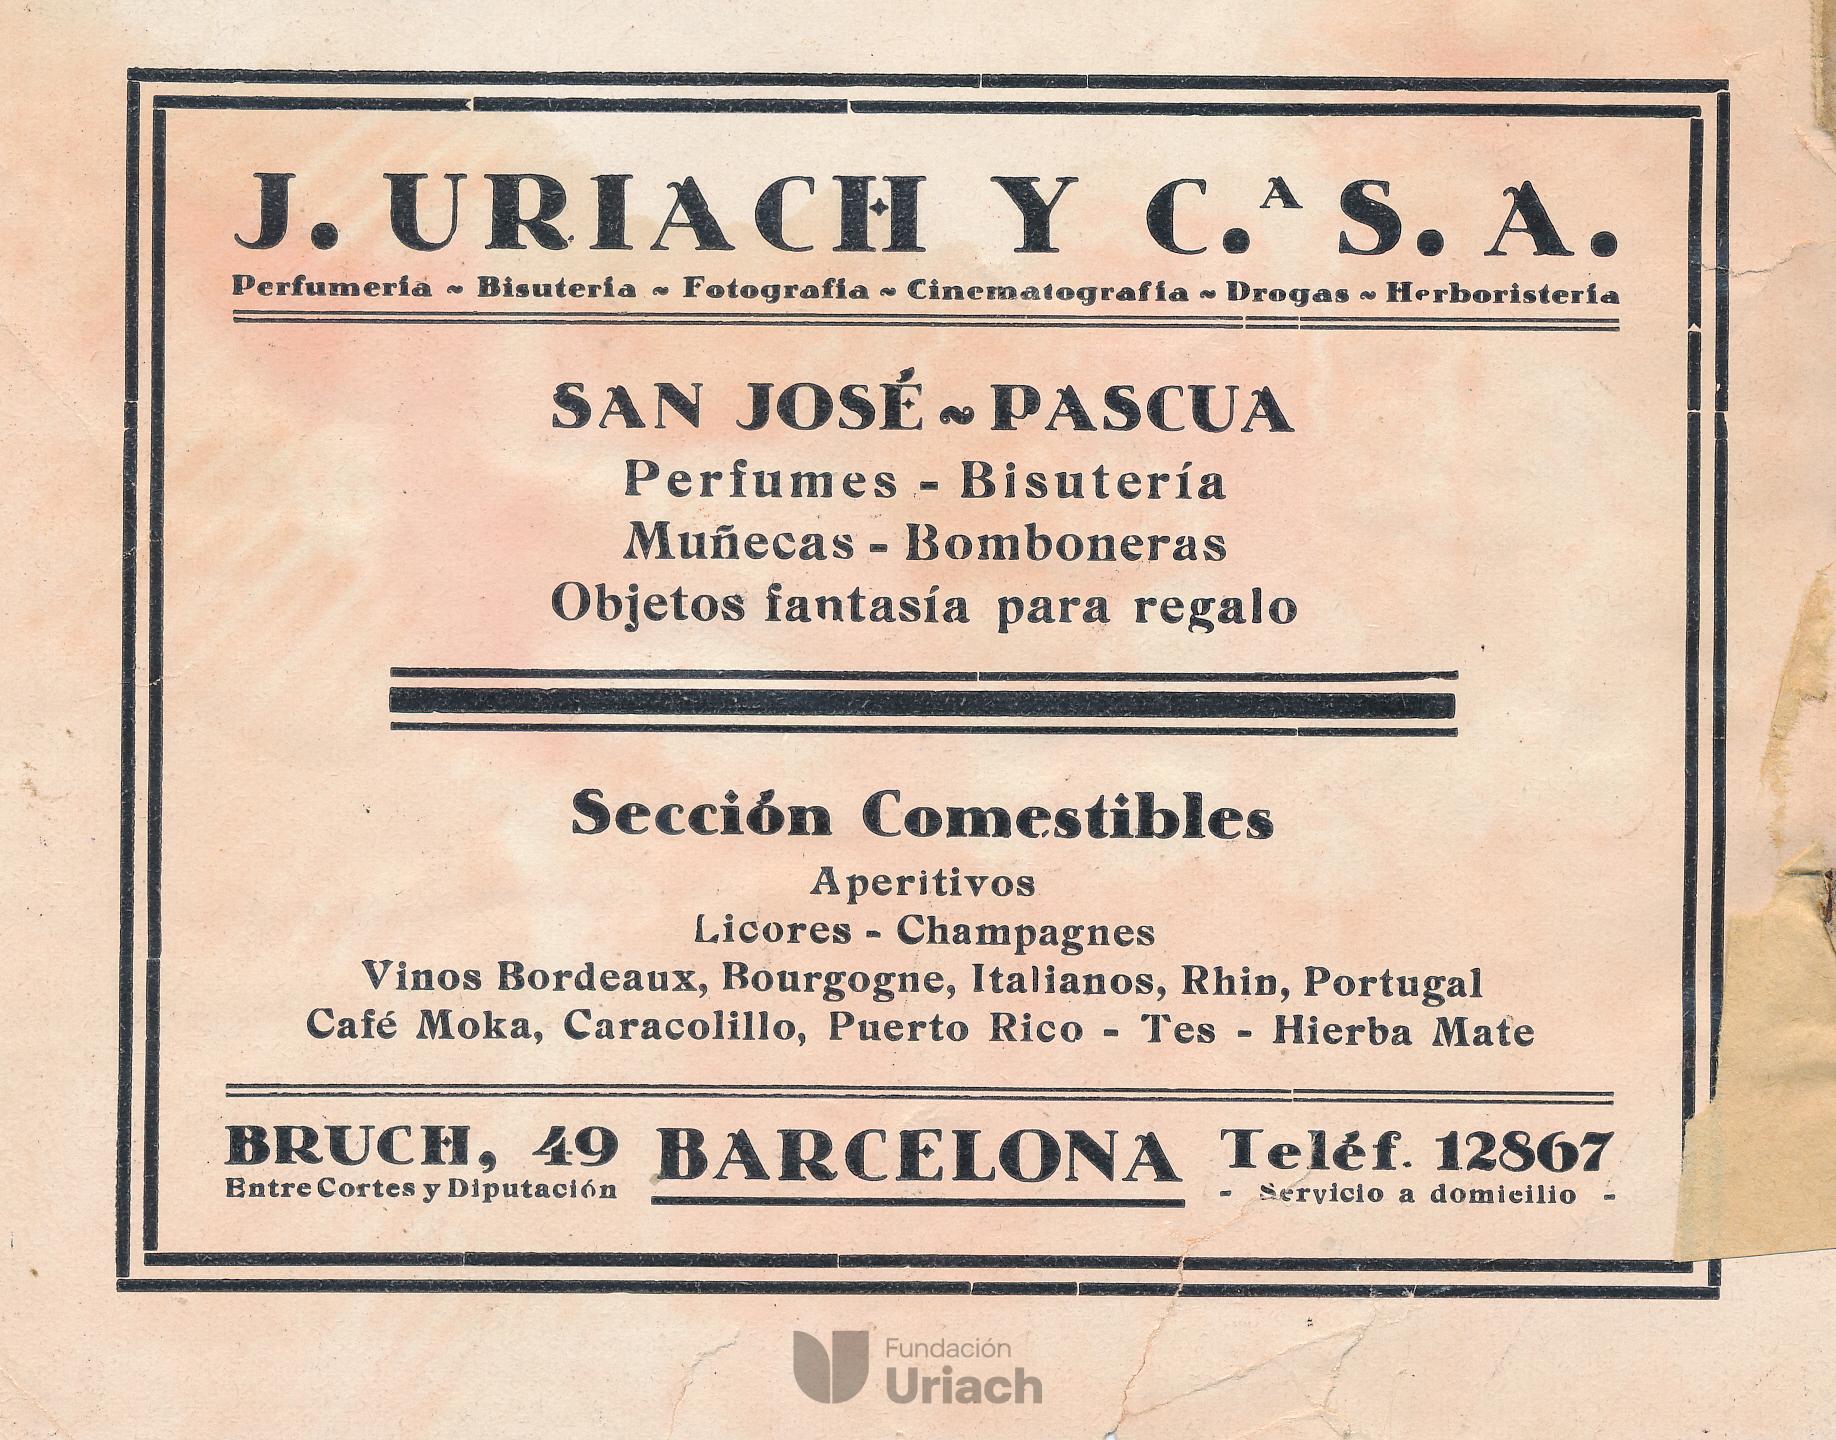 J. URIACH Y C.ª S. A.
Perfumería ~ Bisutería ~ Fotografía ~ Cinematografía ~ Drogas ~ Herboristería
SAN JOSÉ ~ PASCUA
Perfumes - Bisutería
Muñecas - Bomboneras
Objetos fantasía para regalo
Sección Comestibles
Aperitivos
Licores - Champagnes
Vinos Bordeaux, Bourgogne, Italianos, Rhin, Portugal
Café Moka, Caracolillo, Puerto Rico - Tes - Hierba Mate
BRUCH, 49 BARCELONA Teléf. 12867
Entre Cortes y Diputación - Servicio a domicilio -
Fundación
Uriach